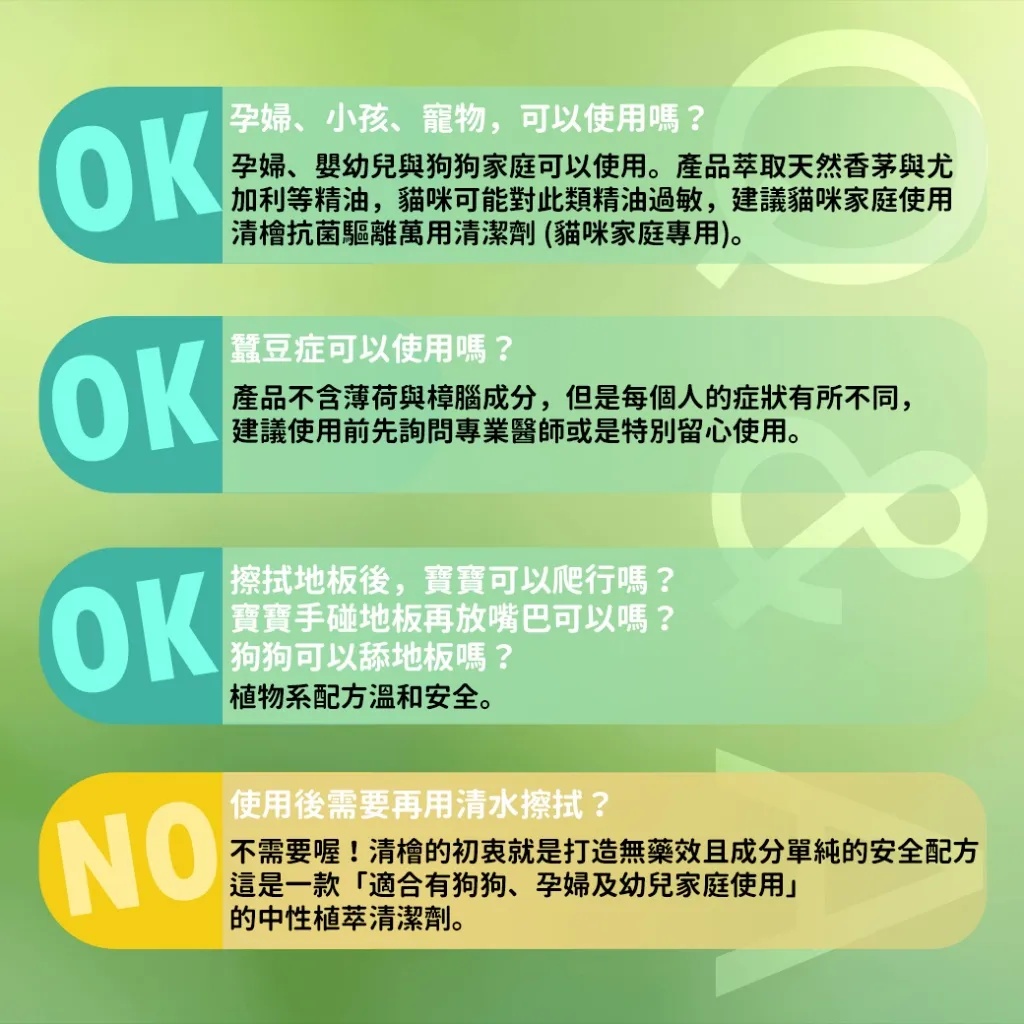 OK
孕婦、小孩、寵物，可以使用嗎？
孕婦、嬰幼兒與狗狗家庭可以使用。產品萃取天然香茅與尤
加利等精油，貓咪可能對此類精油過敏，建議貓咪家庭使用
清檜抗菌驅離萬用清潔劑 (貓咪家庭專用)。
OK
蠶豆症可以使用嗎？
產品不含薄荷與樟腦成分，但是每個人的症狀有所不同，
建議使用前先詢問專業醫師或是特別留心使用。
OK
擦拭地板後，寶寶可以爬行嗎？
寶寶手碰地板再放嘴巴可以嗎？
狗狗可以舔地板嗎？
植物系配方溫和安全。
NO
使用後需要再用清水擦拭？
不需要喔！清檜的初衷就是打造無藥效且成分單純的安全配方
這是一款「適合有狗狗、孕婦及幼兒家庭使用」
的中性植萃清潔劑。
Q
&
A